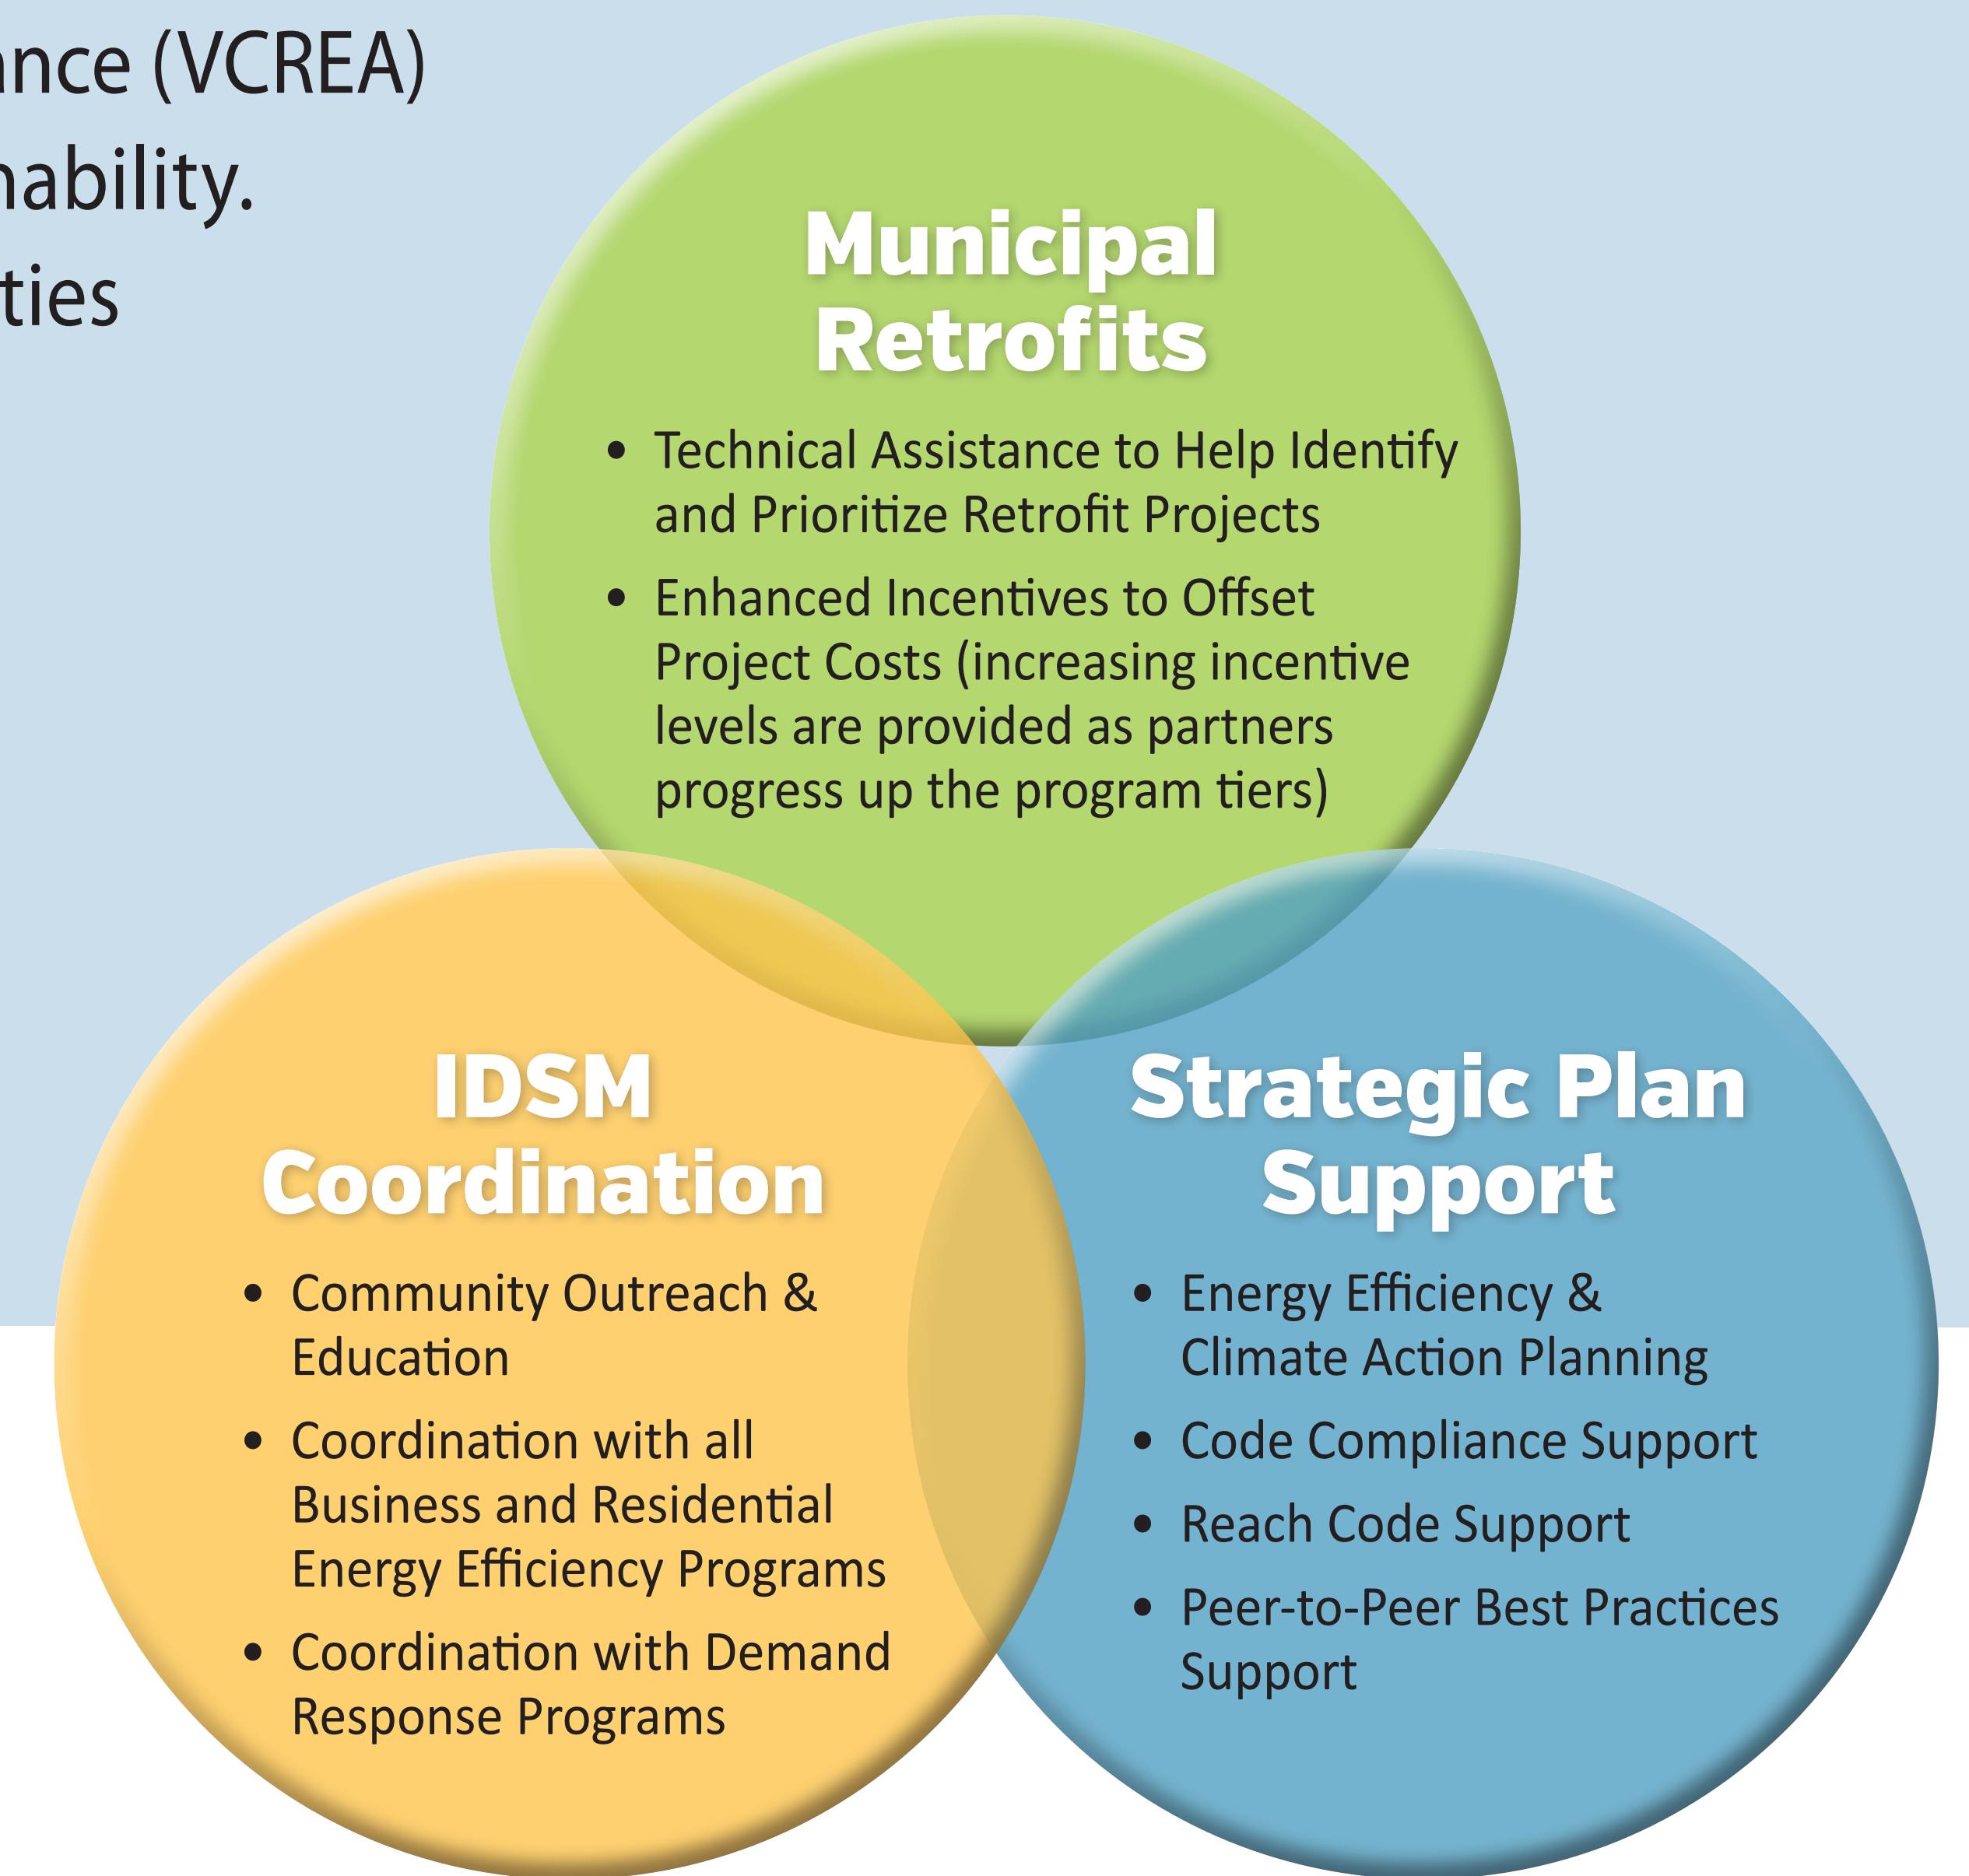 ance (VCREA)
nability.
ties
Municipal
Retrofits
• Technical Assistance to Help Identify
and Prioritize Retrofit Projects
• Enhanced Incentives to Offset
Project Costs (increasing incentive
levels are provided as partners
progress up the program tiers)
IDSM
Coordination
• Community Outreach &
Education
• Coordination with all
Business and Residential
Energy Efficiency Programs
• Coordination with Demand
Response Programs
Strategic Plan
Support
• Energy Efficiency &
Climate Action Planning
• Code Compliance Support
• Reach Code Support
• Peer-to-Peer Best Practices
Support